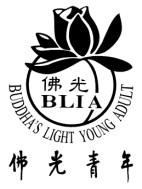 佛光
BLIA
BUDDHA'S LIGHT YOUNG ADULT
佛光青年